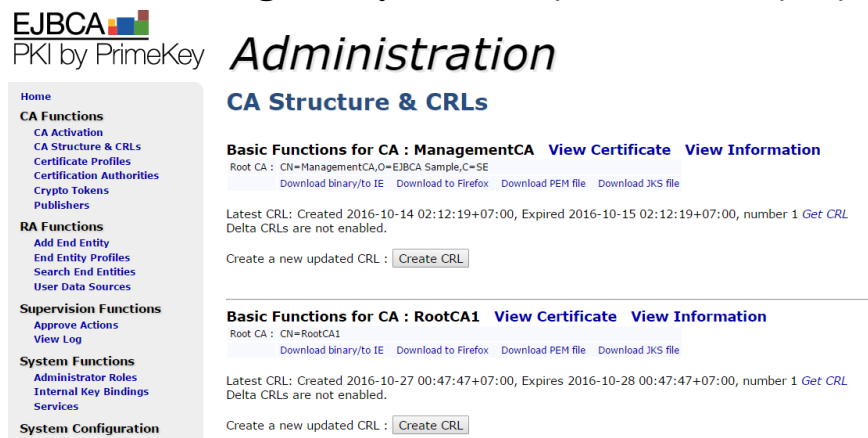 EJBCA
PKI by PrimeKey
Administration
Home
CA Functions
CA Activation
CA Structure & CRLs
Certificate Profiles
Certification Authorities
Crypto Tokens
Publishers
RA Functions
Add End Entity
End Entity Profiles
Search End Entities
User Data Sources
Supervision Functions
Approve Actions
View Log
System Functions
Administrator Roles
Internal Key Bindings
Services
System Configuration
CA Structure & CRLs
Basic Functions for CA : ManagementCA View Certificate View Information
Root CA : CN=ManagementCA,O=EJBCA Sample,C=SE
Download binary/to IE Download to Firefox Download PEM file Download JKS file
Latest CRL: Created 2016-10-14 02:12:19+07:00, Expired 2016-10-15 02:12:19+07:00, number 1 Get CRL
Delta CRLs are not enabled.
Create a new updated CRL : Create CRL
Basic Functions for CA : RootCA1 View Certificate View Information
Root CA : CN=RootCA1
Download binary/to IE Download to Firefox Download PEM file Download JKS file
Latest CRL: Created 2016-10-27 00:47:47+07:00, Expires 2016-10-28 00:47:47+07:00, number 1 Get CRL
Delta CRLs are not enabled.
Create a new updated CRL : Create CRL